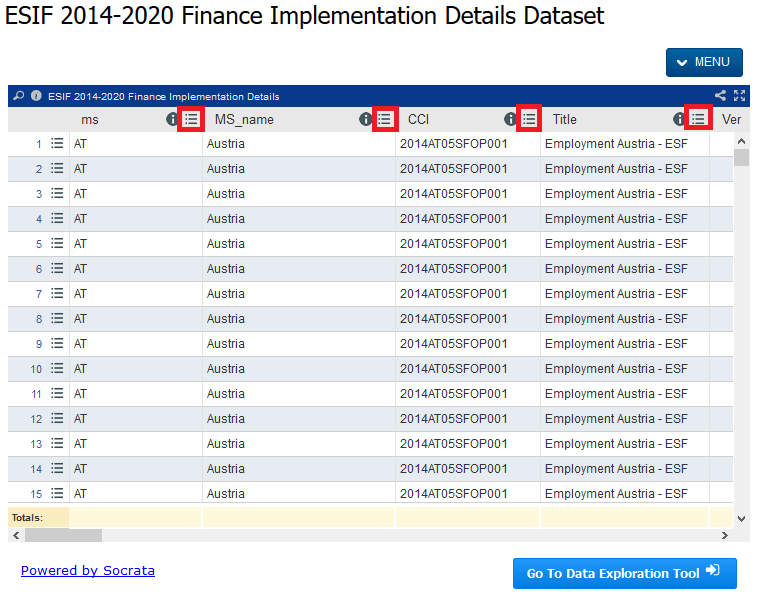 ESIF 2014-2020 Finance Implementation Details Dataset
MENU
ESIF 2014-2020 Finance Implementation Details
ms MS_name CCI Title Ver
1 AT Austria 2014AT05SFOP001 Employment Austria - ESF
2 AT Austria 2014AT05SFOP001 Employment Austria - ESF
3 AT Austria 2014AT05SFOP001 Employment Austria - ESF
4 AT Austria 2014AT05SFOP001 Employment Austria - ESF
5 AT Austria 2014AT05SFOP001 Employment Austria - ESF
6 AT Austria 2014AT05SFOP001 Employment Austria - ESF
7 AT Austria 2014AT05SFOP001 Employment Austria - ESF
8 AT Austria 2014AT05SFOP001 Employment Austria - ESF
9 AT Austria 2014AT05SFOP001 Employment Austria - ESF
10 AT Austria 2014AT05SFOP001 Employment Austria - ESF
11 AT Austria 2014AT05SFOP001 Employment Austria - ESF
12 AT Austria 2014AT05SFOP001 Employment Austria - ESF
13 AT Austria 2014AT05SFOP001 Employment Austria - ESF
14 AT Austria 2014AT05SFOP001 Employment Austria - ESF
15 AT Austria 2014AT05SFOP001 Employment Austria - ESF
Totals:
Powered by Socrata
Go To Data Exploration Tool